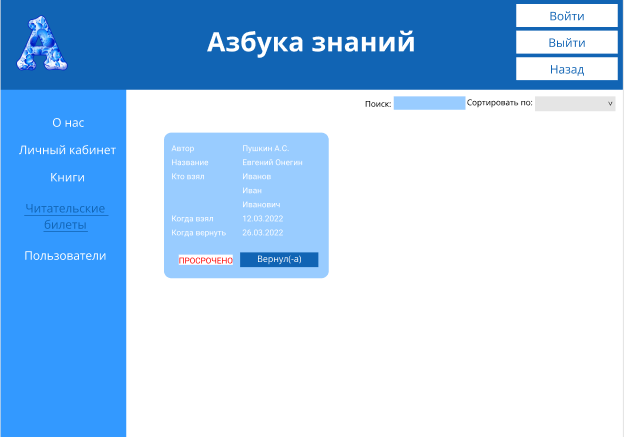 А
Азбука знаний
Войти
Выйти
Назад
О нас
Личный кабинет
Книги
Читательские
билеты
Пользователи
Поиск:
Сортировать по:
v
Автор Пушкин А.С.
Название Евгений Онегин
Кто взял Иванов
Иван
Иванович
Когда взял 12.03.2022
Когда вернуть 26.03.2022
ПРОСРОЧЕНО
Вернул(-а)